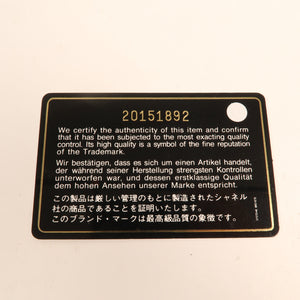 20151892
We certify the authenticity of this item and confirm
that it has been subjected to the most exacting quality
control. Its high quality is a symbol of the fine reputation
of the Trademark.
Wir bestätigen, dass es sich um einen Artikel handelt,
der während seiner Herstellung strengsten Kontrollen
unterworfen war, und dessen erstklassige Qualität
dem hohen Ansehen unserer Marke entspricht.
この製品は厳しい管理のもとに製造されたシャネル
社の商品であることを証明いたします。
このブランド・マークは最高級品質の象徴です。